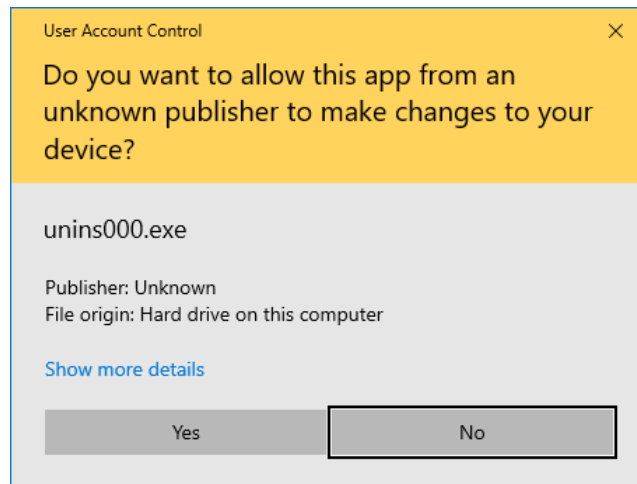 User Account Control
Do you want to allow this app from an
unknown publisher to make changes to your
device?
unins000.exe
Publisher: Unknown
File origin: Hard drive on this computer
Show more details
Yes
No